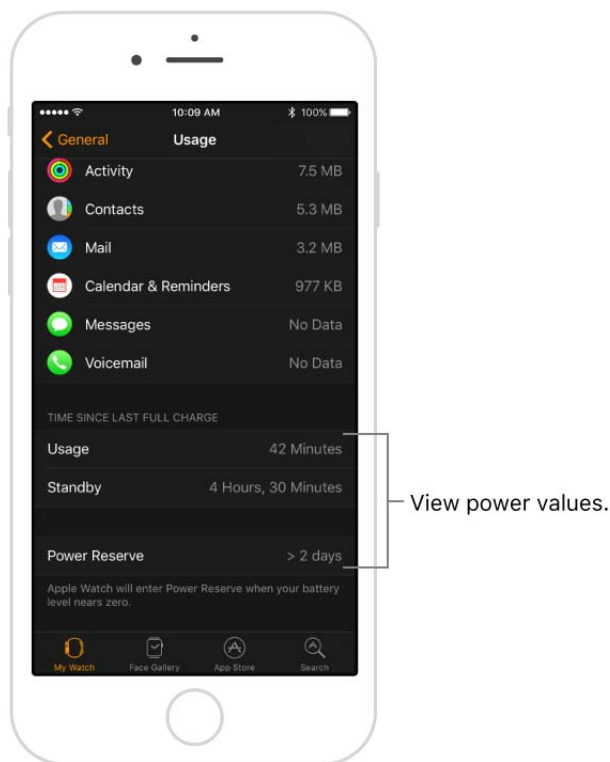 10:09 AM 100%
General Usage
Activity 7.5 MB
Contacts 5.3 MB
Mail 3.2 MB
Calendar & Reminders 977 KB
Messages No Data
Voicemail No Data
TIME SINCE LAST FULL CHARGE
Usage 42 Minutes
Standby 4 Hours, 30 Minutes
View power values.
Power Reserve > 2 days
Apple Watch will enter Power Reserve when your battery
level nears zero.
My Watch Face Gallery App Store Search